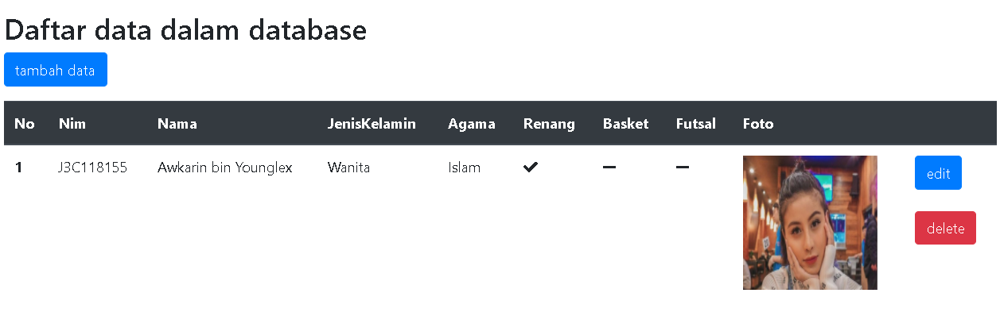 Daftar data dalam database
tambah data
No Nim Nama JenisKelamin Agama Renang Basket Futsal Foto
1 J3C118155 Awkarin bin Younglex Wanita Islam edit
delete